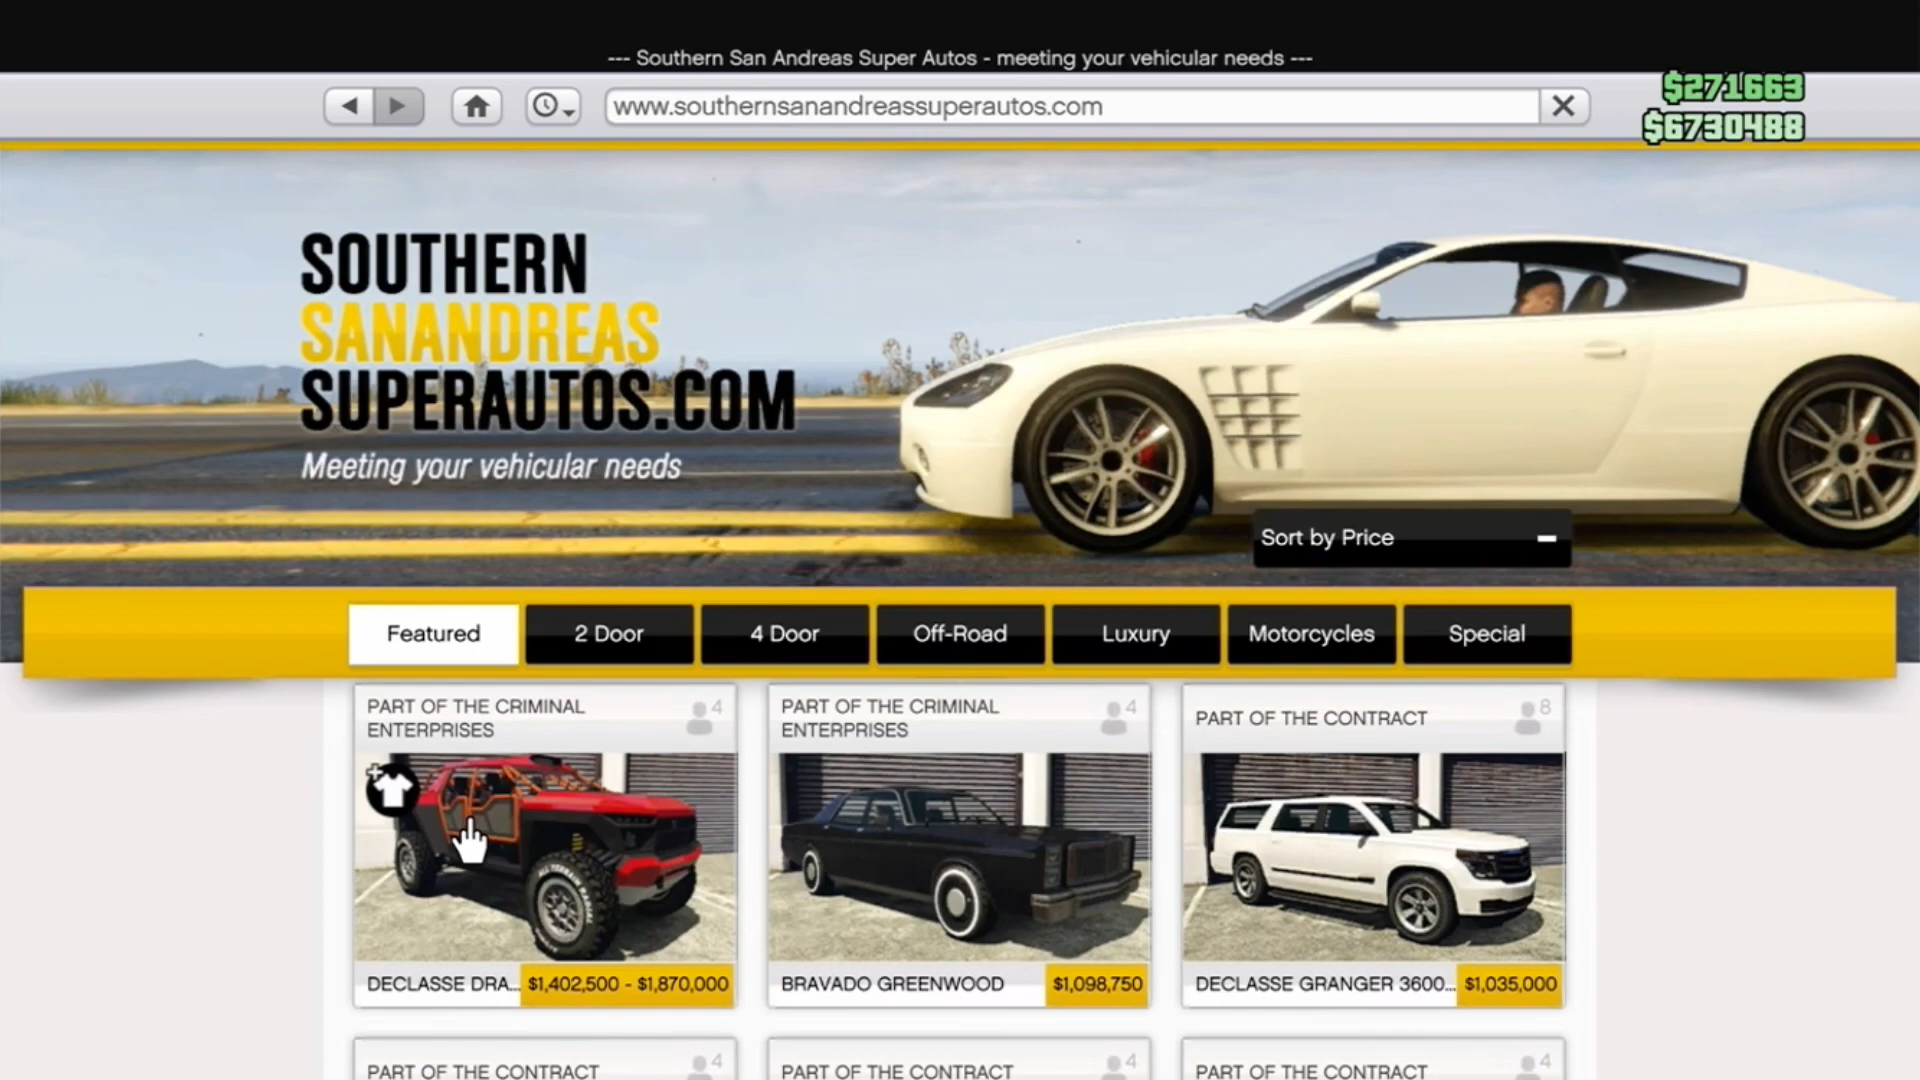 --- Southern San Andreas Super Autos - meeting your vehicular needs ---
www.southernsanandreassuperautos.com
$271663
$6730488
SOUTHERN
SANANDREAS
SUPERAUTOS.COM
Meeting your vehicular needs
Sort by Price
Featured
2 Door
4 Door
Off-Road
Luxury
Motorcycles
Special
PART OF THE CRIMINAL
ENTERPRISES
4
PART OF THE CRIMINAL
ENTERPRISES
4
PART OF THE CONTRACT
8
DECLASSE DRA...
$1,402,500 - $1,870,000
BRAVADO GREENWOOD
$1,098,750
DECLASSE GRANGER 3600...
$1,035,000
PART OF THE CONTRACT
4
PART OF THE CONTRACT
4
PART OF THE CONTRACT
4